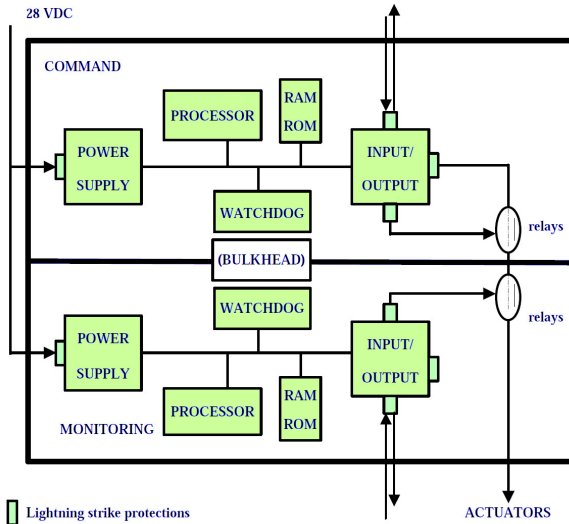 28 VDC
COMMAND
PROCESSOR
RAM
ROM
POWER
SUPPLY
INPUT/
OUTPUT
WATCHDOG
relays
(BULKHEAD)
WATCHDOG
relays
POWER
SUPPLY
INPUT/
OUTPUT
PROCESSOR
RAM
ROM
MONITORING
Lightning strike protections
ACTUATORS